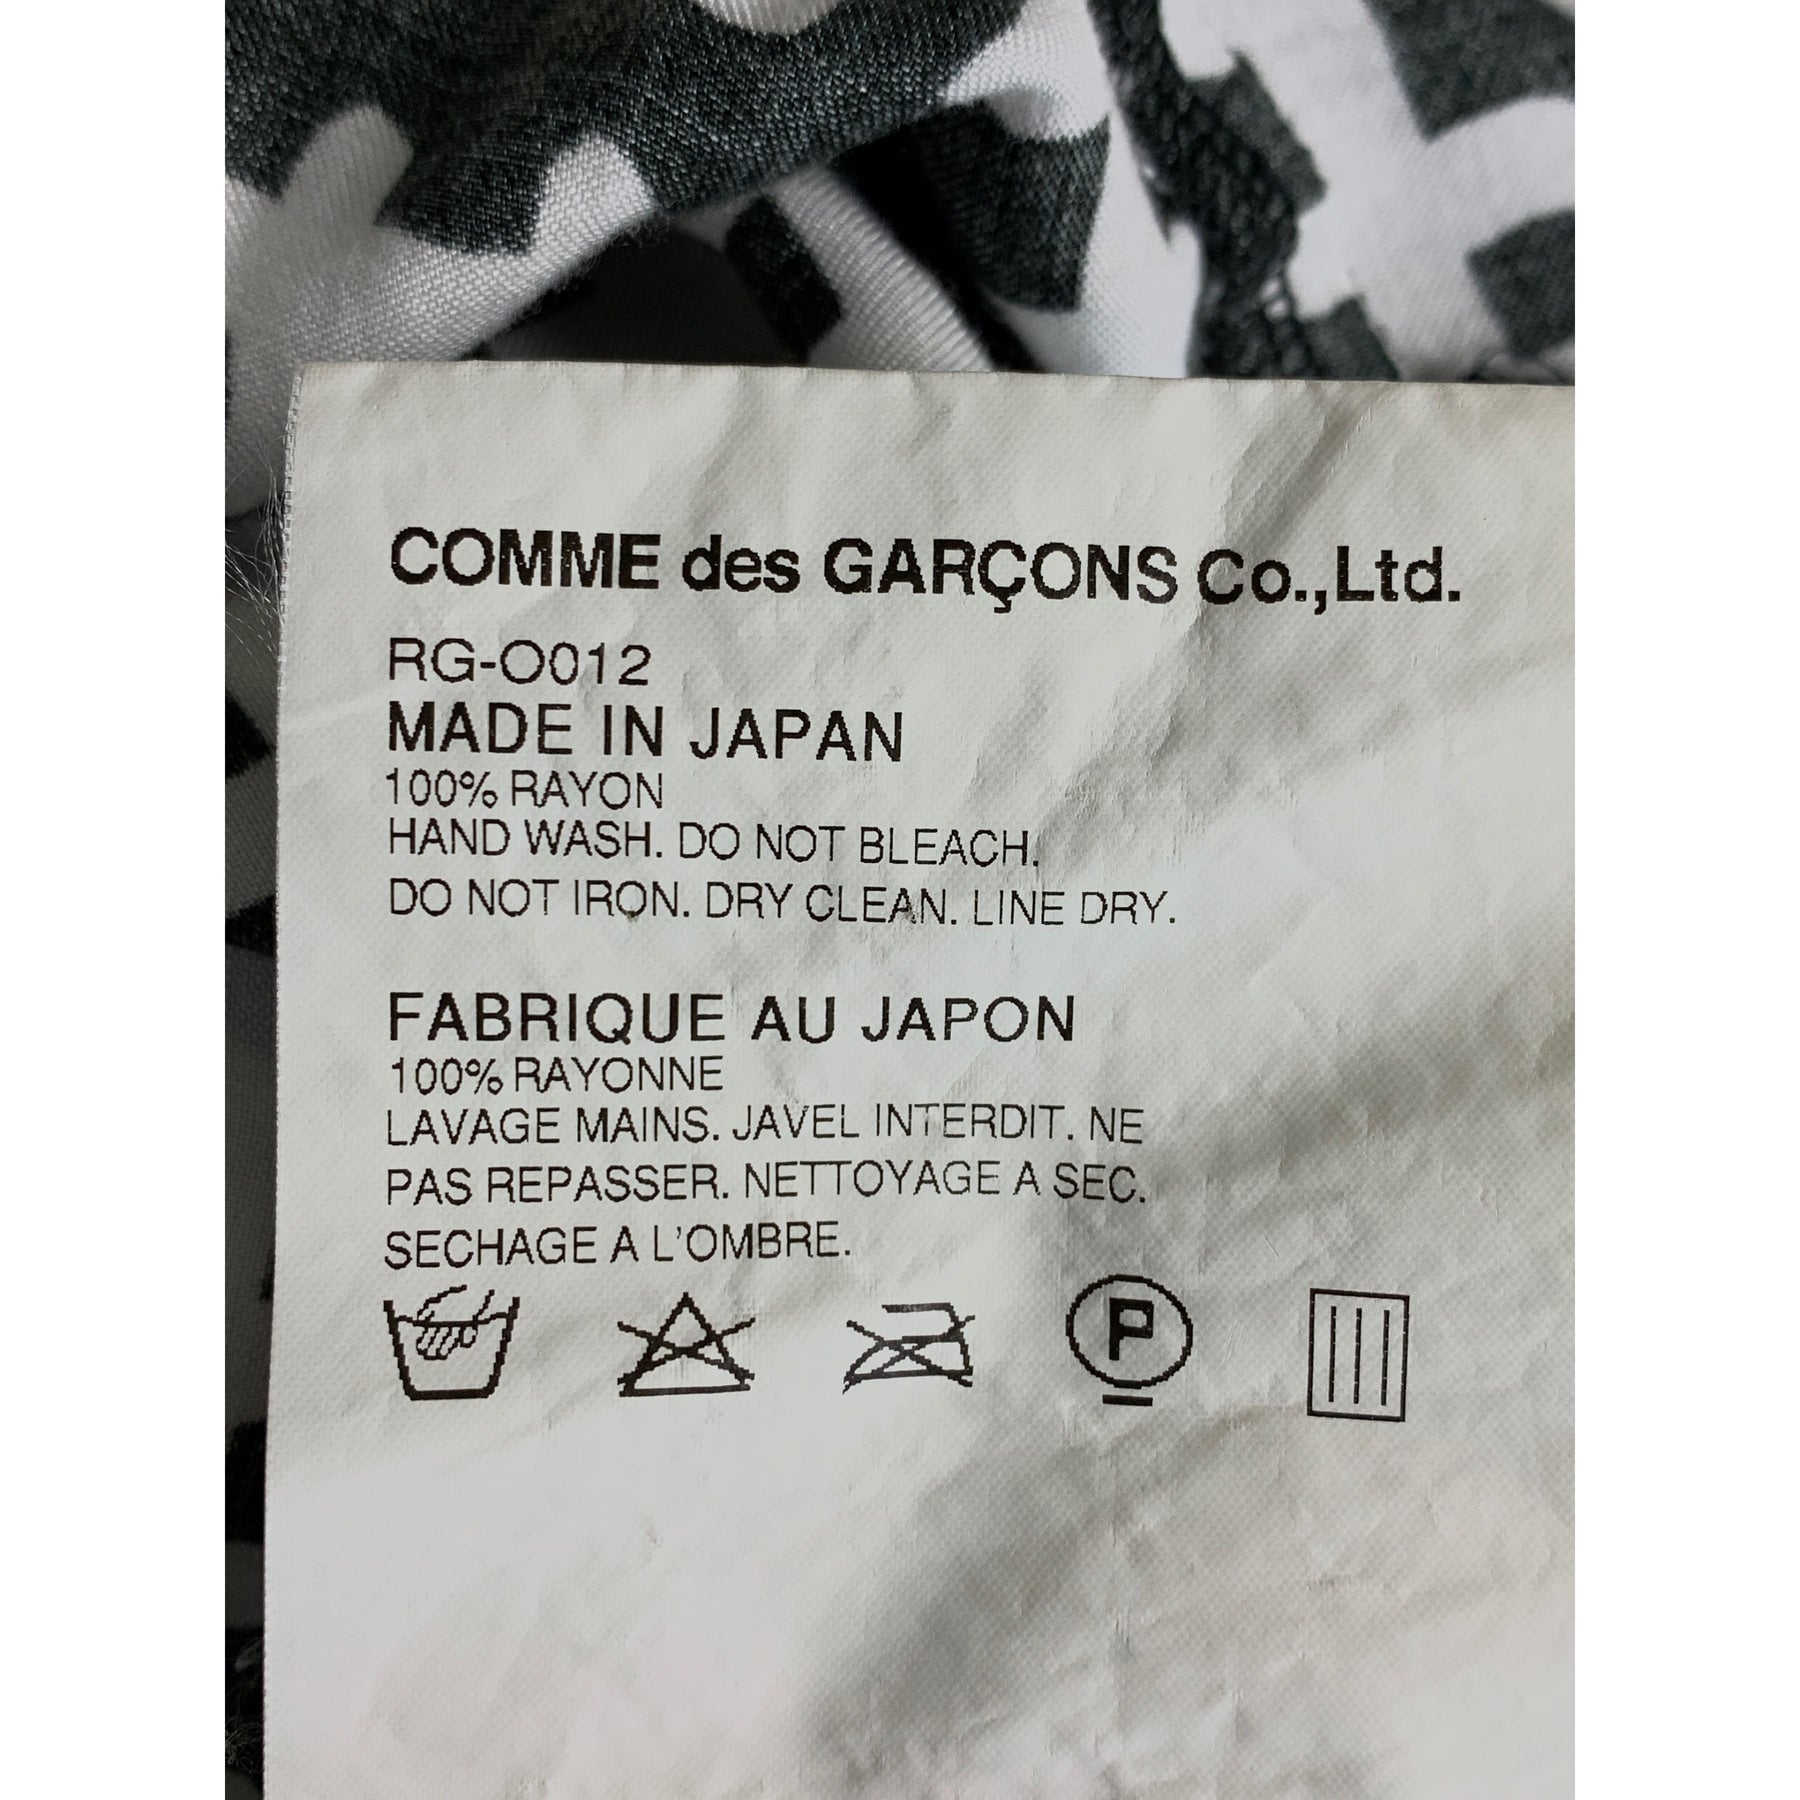 COMME des GARÇONS Co.,Ltd.
RG-O012
MADE IN JAPAN
100% RAYON
HAND WASH. DO NOT BLEACH.
DO NOT IRON. DRY CLEAN. LINE DRY.
FABRIQUE AU JAPON
100% RAYONNE
LAVAGE MAINS. JAVEL INTERDIT. NE
PAS REPASSER. NETTOYAGE A SEC.
SECHAGE A L'OMBRE.
P